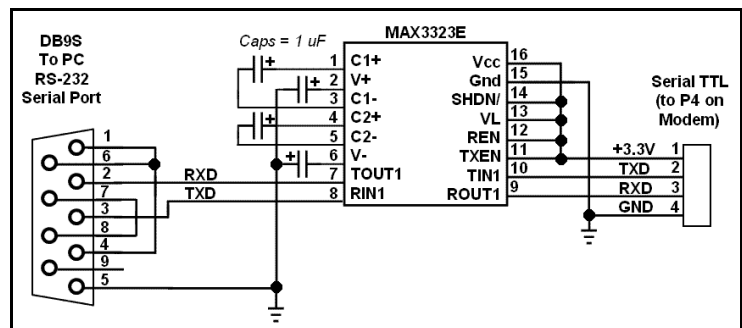 DB9S
To PC
RS-232
Serial Port
1
6
2
7
3
8
4
9
5
RXD
TXD
Caps = 1 uF
+
+
+
+
MAX3323E
1 C1+
2 V+
3 C1-
4 C2+
5 C2-
6 V-
7 TOUT1
8 RIN1
Vcc 16
Gnd 15
SHDN/ 14
VL 13
REN 12
TXEN 11
TIN1 10
ROUT1 9
Serial TTL
(to P4 on
Modem)
+3.3V 1
TXD 2
RXD 3
GND 4